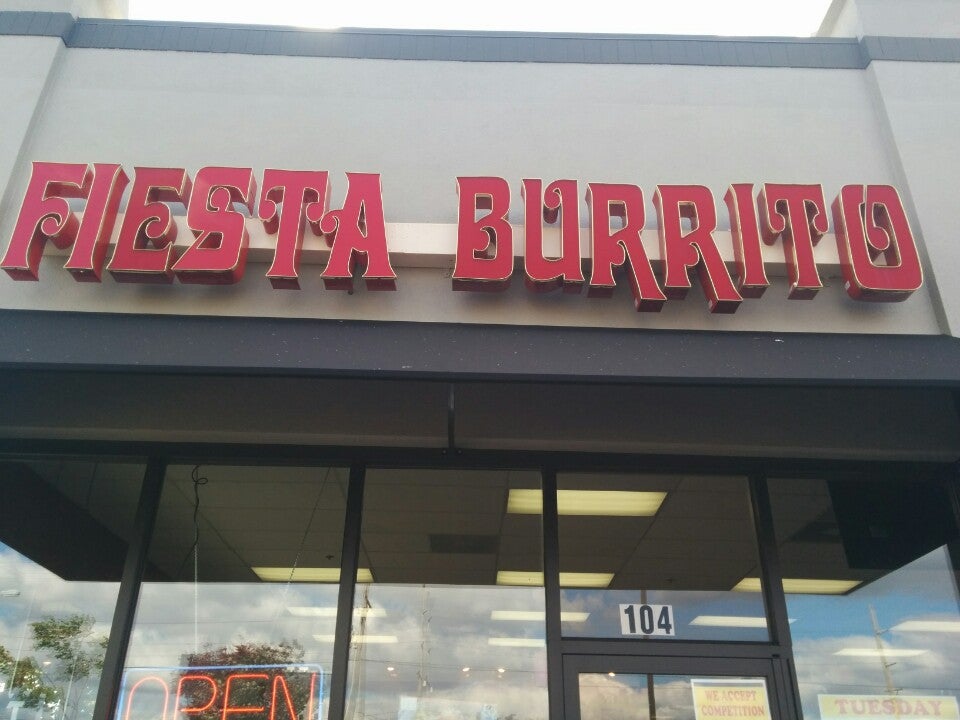 FIESTA BURRITO
104
OPEN
WE ACCEPT
COMPETITION
TUESDAY